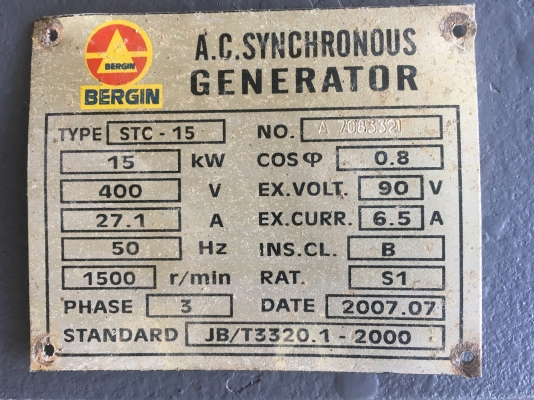 BERGIN
BERGIN
A.C.SYNCHRONOUS
GENERATOR
TYPE STC - 15 NO. A 7083321
15 kW COSφ 0.8
400 V EX.VOLT. 90 V
27.1 A EX.CURR. 6.5 A
50 Hz INS.CL. B
1500 r/min RAT. S1
PHASE 3 DATE 2007.07
STANDARD JB/T3320.1 - 2000